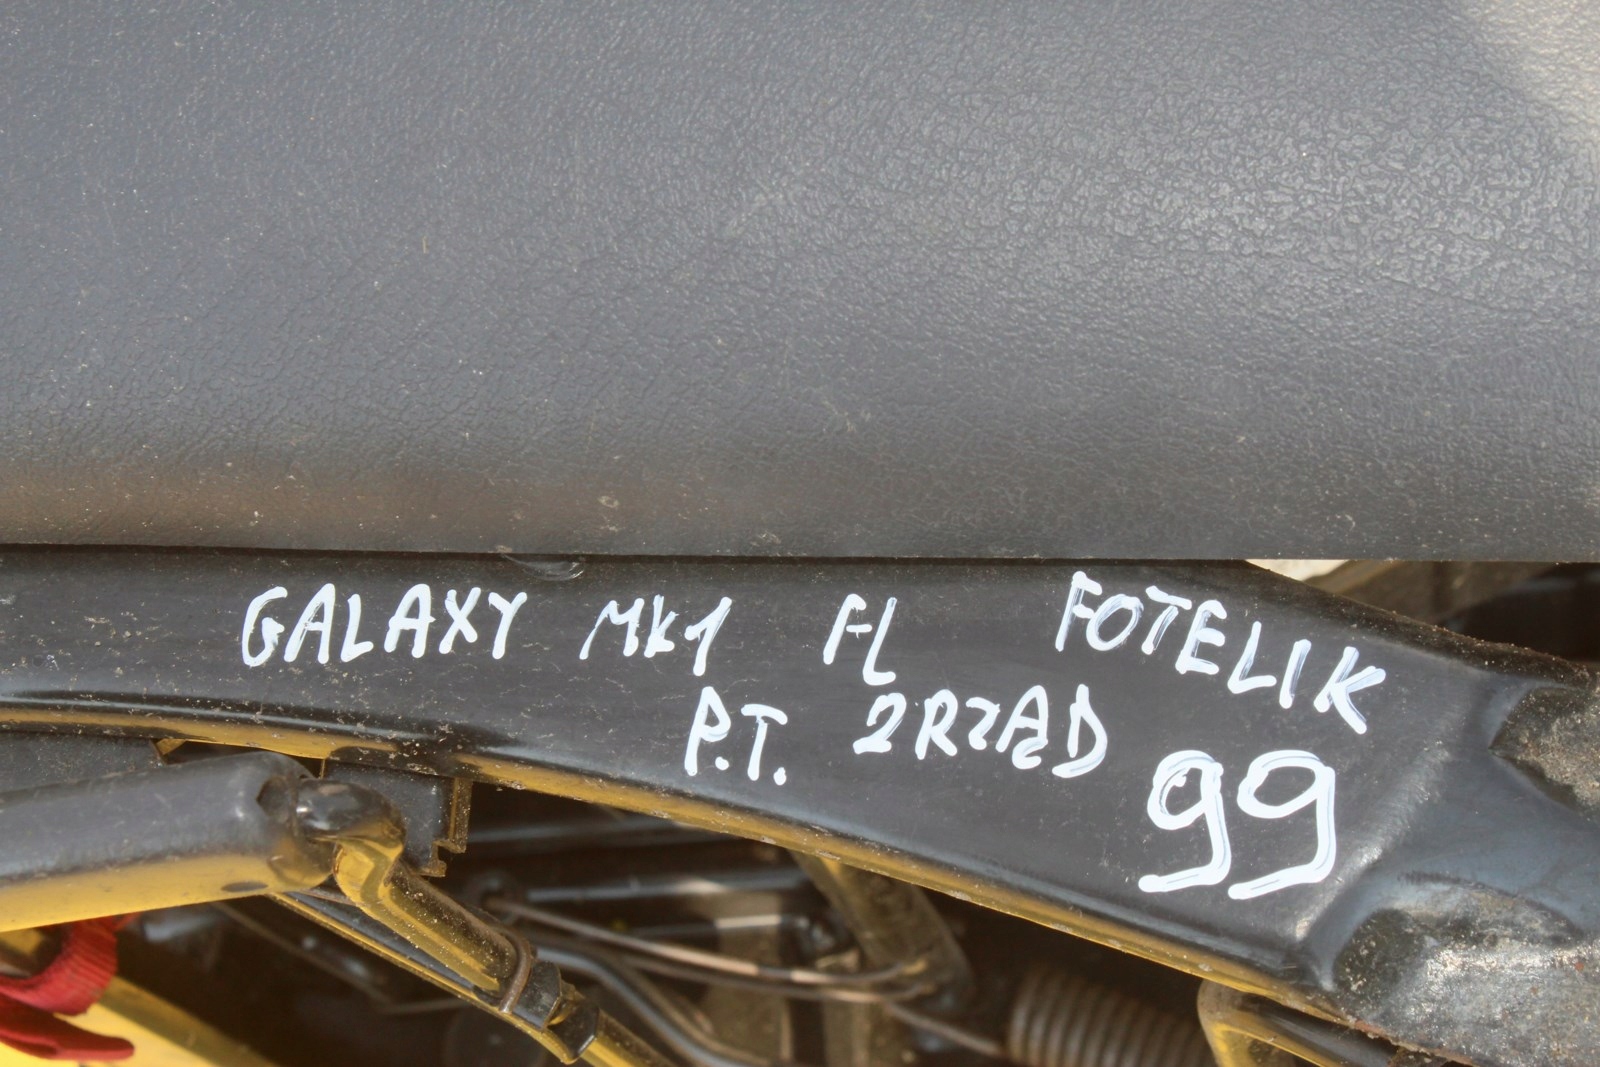 GALAXY MK1 FL FOTELIK
P.T. 2RZĄD
99